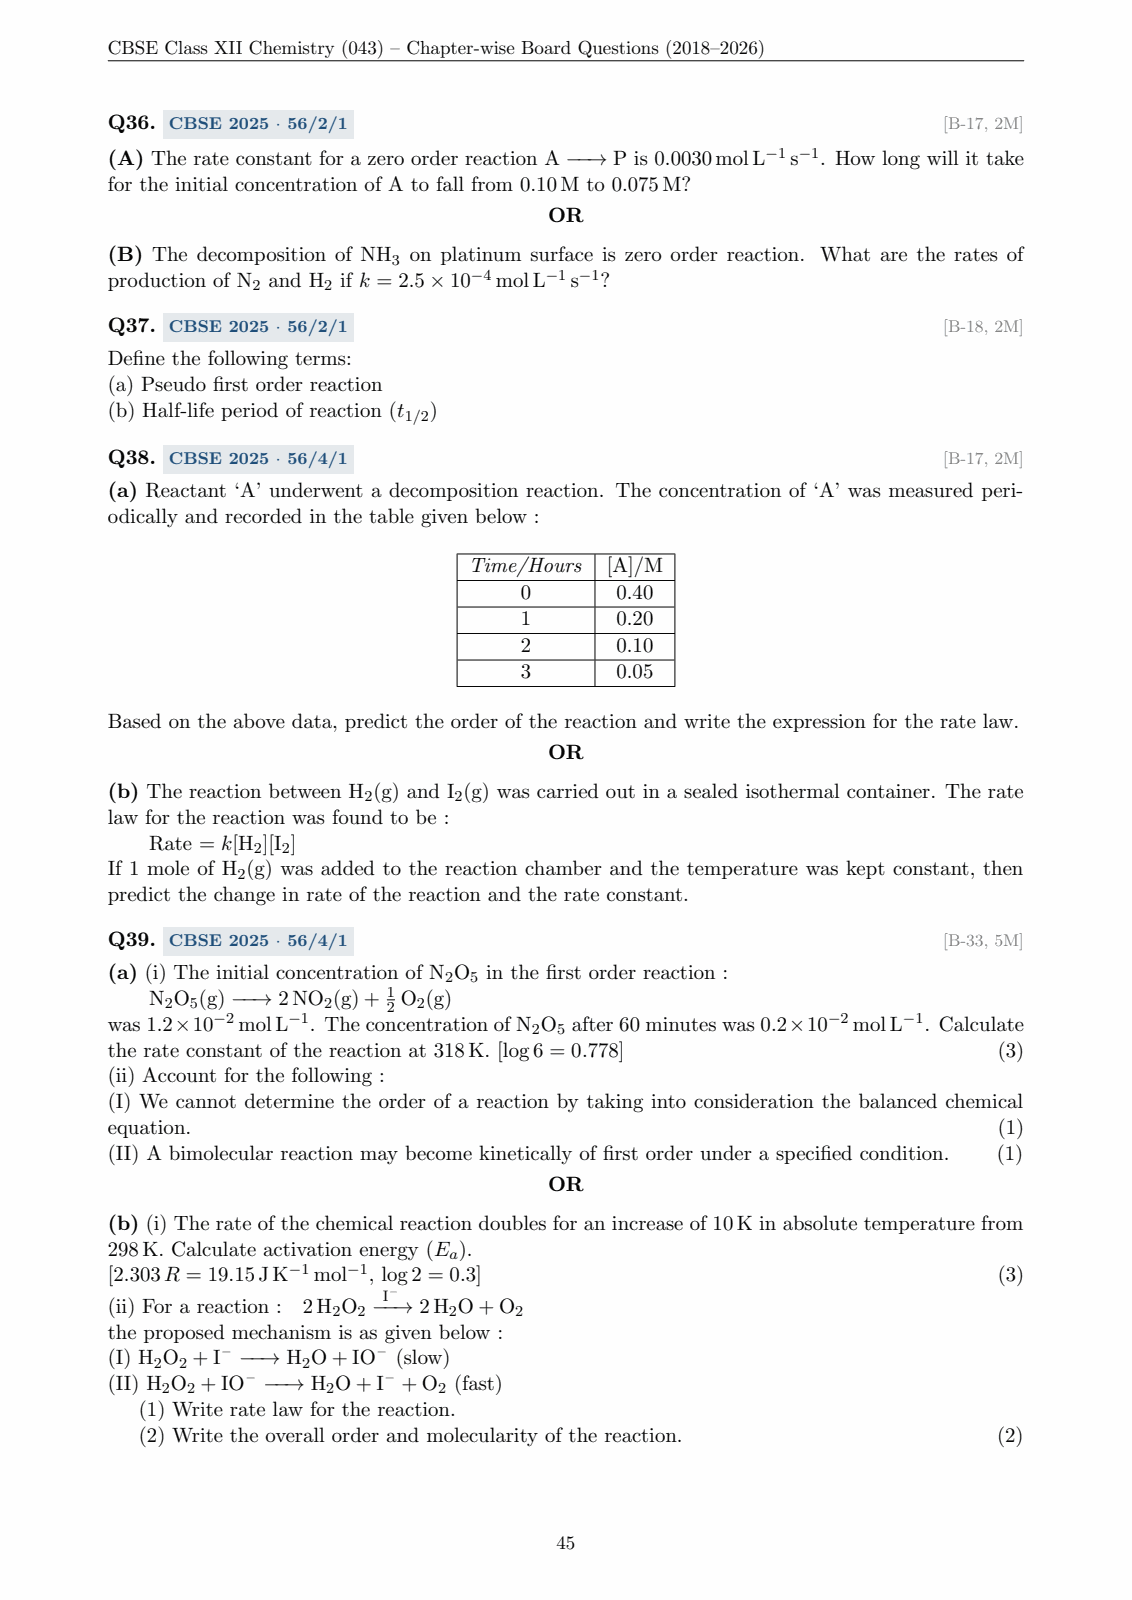 CBSE Class XII Chemistry (043) – Chapter-wise Board Questions (2018–2026)
Q36. CBSE 2025 · 56/2/1 [B-17, 2M]
(A) The rate constant for a zero order reaction A ⟶ P is 0.0030 mol L⁻¹ s⁻¹. How long will it take
for the initial concentration of A to fall from 0.10 M to 0.075 M?
OR
(B) The decomposition of NH₃ on platinum surface is zero order reaction. What are the rates of
production of N₂ and H₂ if k = 2.5 × 10⁻⁴ mol L⁻¹ s⁻¹?
Q37. CBSE 2025 · 56/2/1 [B-18, 2M]
Define the following terms:
(a) Pseudo first order reaction
(b) Half-life period of reaction (t₁/₂)
Q38. CBSE 2025 · 56/4/1 [B-17, 2M]
(a) Reactant ‘A’ underwent a decomposition reaction. The concentration of ‘A’ was measured peri-
odically and recorded in the table given below :
Time/Hours [A]/M
0 0.40
1 0.20
2 0.10
3 0.05
Based on the above data, predict the order of the reaction and write the expression for the rate law.
OR
(b) The reaction between H₂(g) and I₂(g) was carried out in a sealed isothermal container. The rate
law for the reaction was found to be :
Rate = k[H₂][I₂]
If 1 mole of H₂(g) was added to the reaction chamber and the temperature was kept constant, then
predict the change in rate of the reaction and the rate constant.
Q39. CBSE 2025 · 56/4/1 [B-33, 5M]
(a) (i) The initial concentration of N₂O₅ in the first order reaction :
N₂O₅(g) ⟶ 2 NO₂(g) + ½ O₂(g)
was 1.2 × 10⁻² mol L⁻¹. The concentration of N₂O₅ after 60 minutes was 0.2 × 10⁻² mol L⁻¹. Calculate
the rate constant of the reaction at 318 K. [log 6 = 0.778] (3)
(ii) Account for the following :
(I) We cannot determine the order of a reaction by taking into consideration the balanced chemical
equation. (1)
(II) A bimolecular reaction may become kinetically of first order under a specified condition. (1)
OR
(b) (i) The rate of the chemical reaction doubles for an increase of 10 K in absolute temperature from
298 K. Calculate activation energy (Eₐ).
[2.303 R = 19.15 J K⁻¹ mol⁻¹, log 2 = 0.3] (3)
(ii) For a reaction : 2 H₂O₂ —I⁻⟶ 2 H₂O + O₂
the proposed mechanism is as given below :
(I) H₂O₂ + I⁻ ⟶ H₂O + IO⁻ (slow)
(II) H₂O₂ + IO⁻ ⟶ H₂O + I⁻ + O₂ (fast)
(1) Write rate law for the reaction.
(2) Write the overall order and molecularity of the reaction. (2)
45